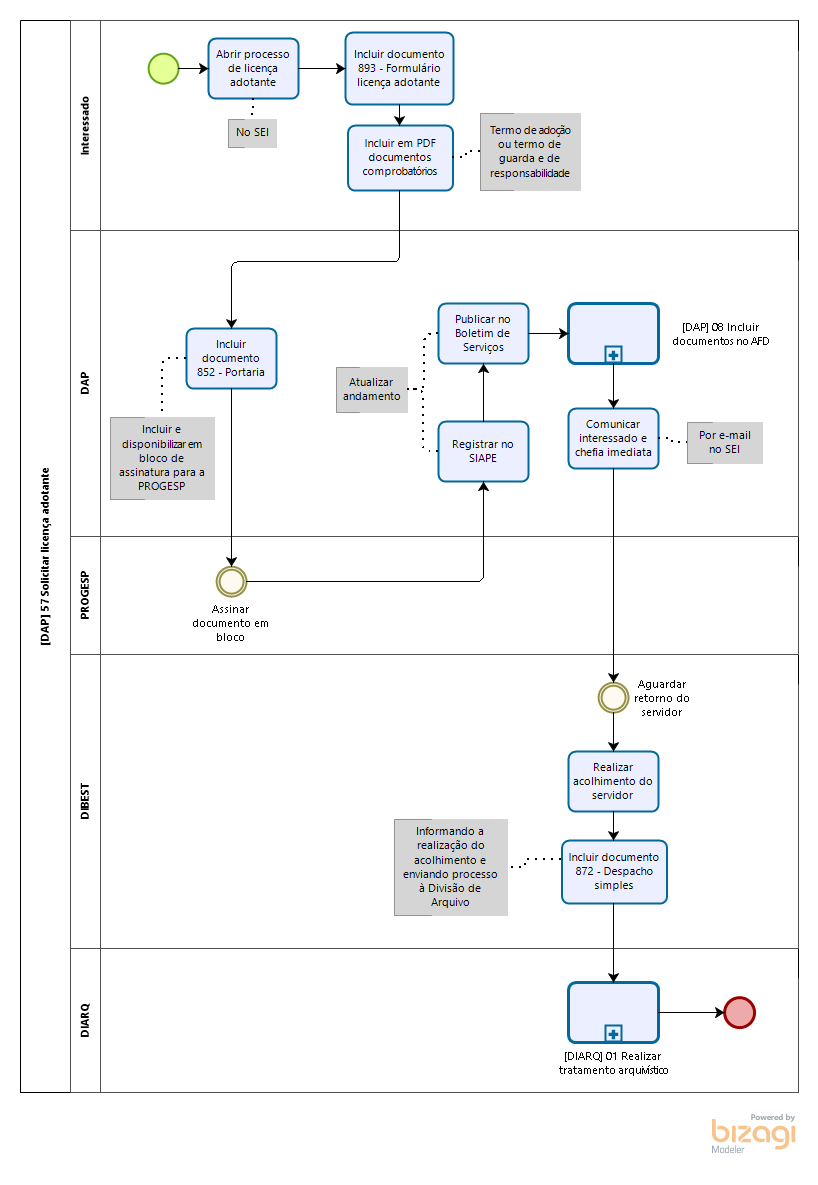 [DAP] 57 Solicitar licença adotante
Interessado
Abrir processo
de licença
adotante
No SEI
Incluir documento
893 - Formulário
licença adotante
Incluir em PDF
documentos
comprobatórios
Termo de adoção
ou termo de
guarda e de
responsabilidade
DAP
Incluir
documento
852 - Portaria
Incluir e
disponibilizar em
bloco de
assinatura para a
PROGESP
Atualizar
andamento
Publicar no
Boletim de
Serviços
Registrar no
SIAPE
[DAP] 08 Incluir
documentos no AFD
Comunicar
interessado e
chefia imediata
Por e-mail
no SEI
PROGESP
Assinar
documento em
bloco
DIBEST
Aguardar
retorno do
servidor
Realizar
acolhimento do
servidor
Incluir documento
872 - Despacho
simples
Informando a
realização do
acolhimento e
enviando processo
à Divisão de
Arquivo
DIARQ
[DIARQ] 01 Realizar
tratamento arquivístico
Powered by
bizagi
Modeler